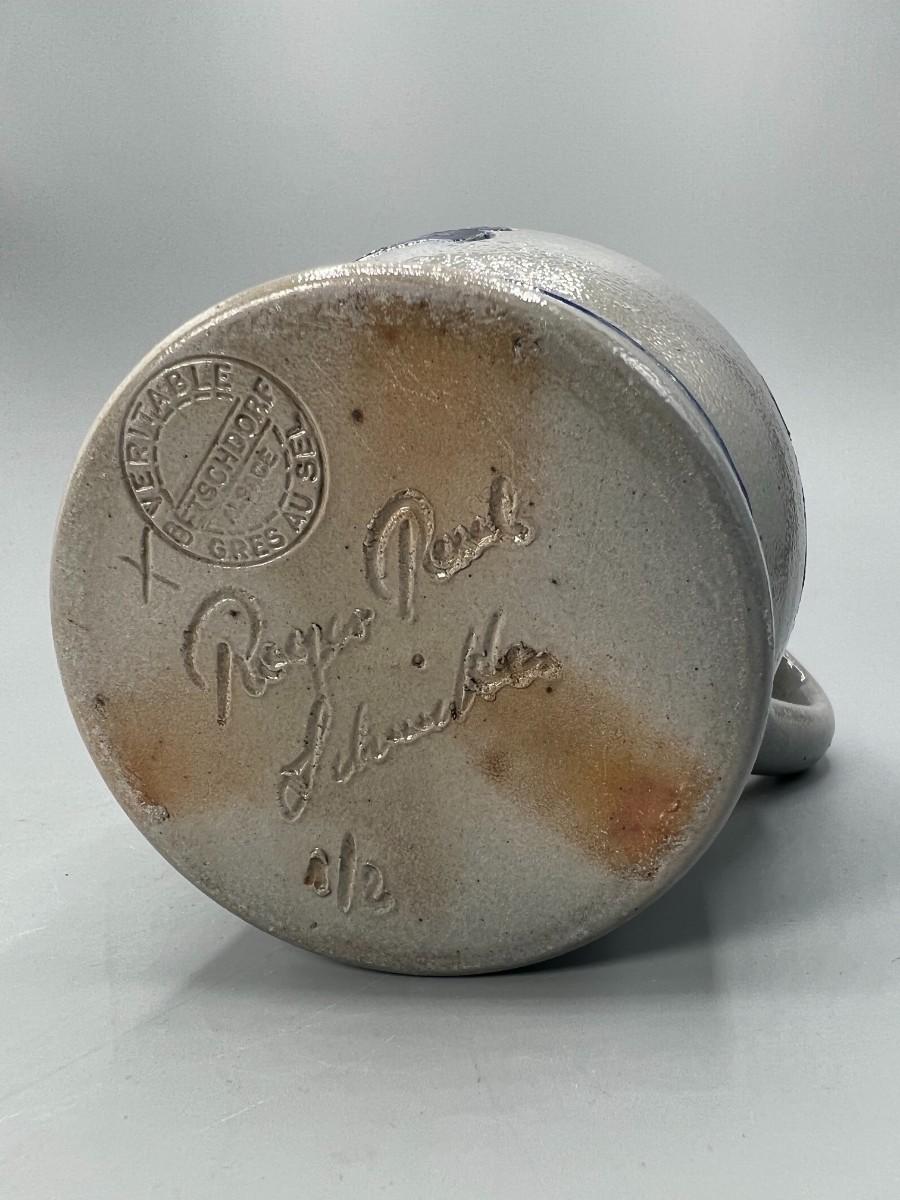 VERITABLE GRES AU SEL
BETSCHDORF
ALSACE
X
Roger Paul
Schmitter
1/2